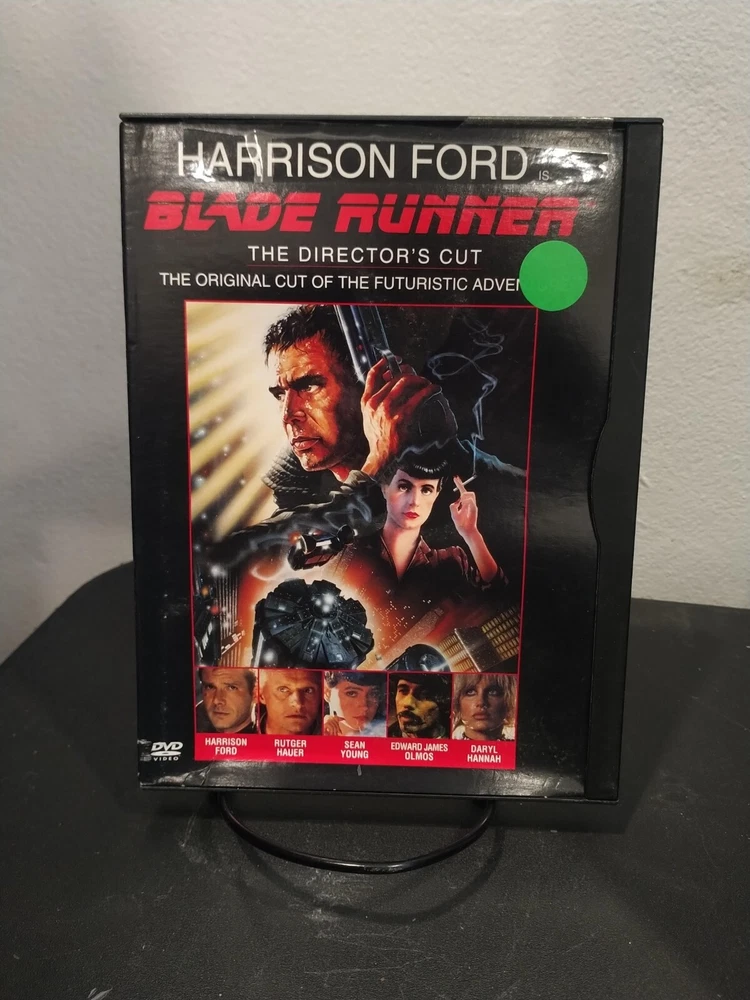 HARRISON FORD IS
BLADE RUNNER
THE DIRECTOR'S CUT
THE ORIGINAL CUT OF THE FUTURISTIC ADVEN
HARRISON FORD
RUTGER HAUER
SEAN YOUNG
EDWARD JAMES OLMOS
DARYL HANNAH
DVD
VIDEO